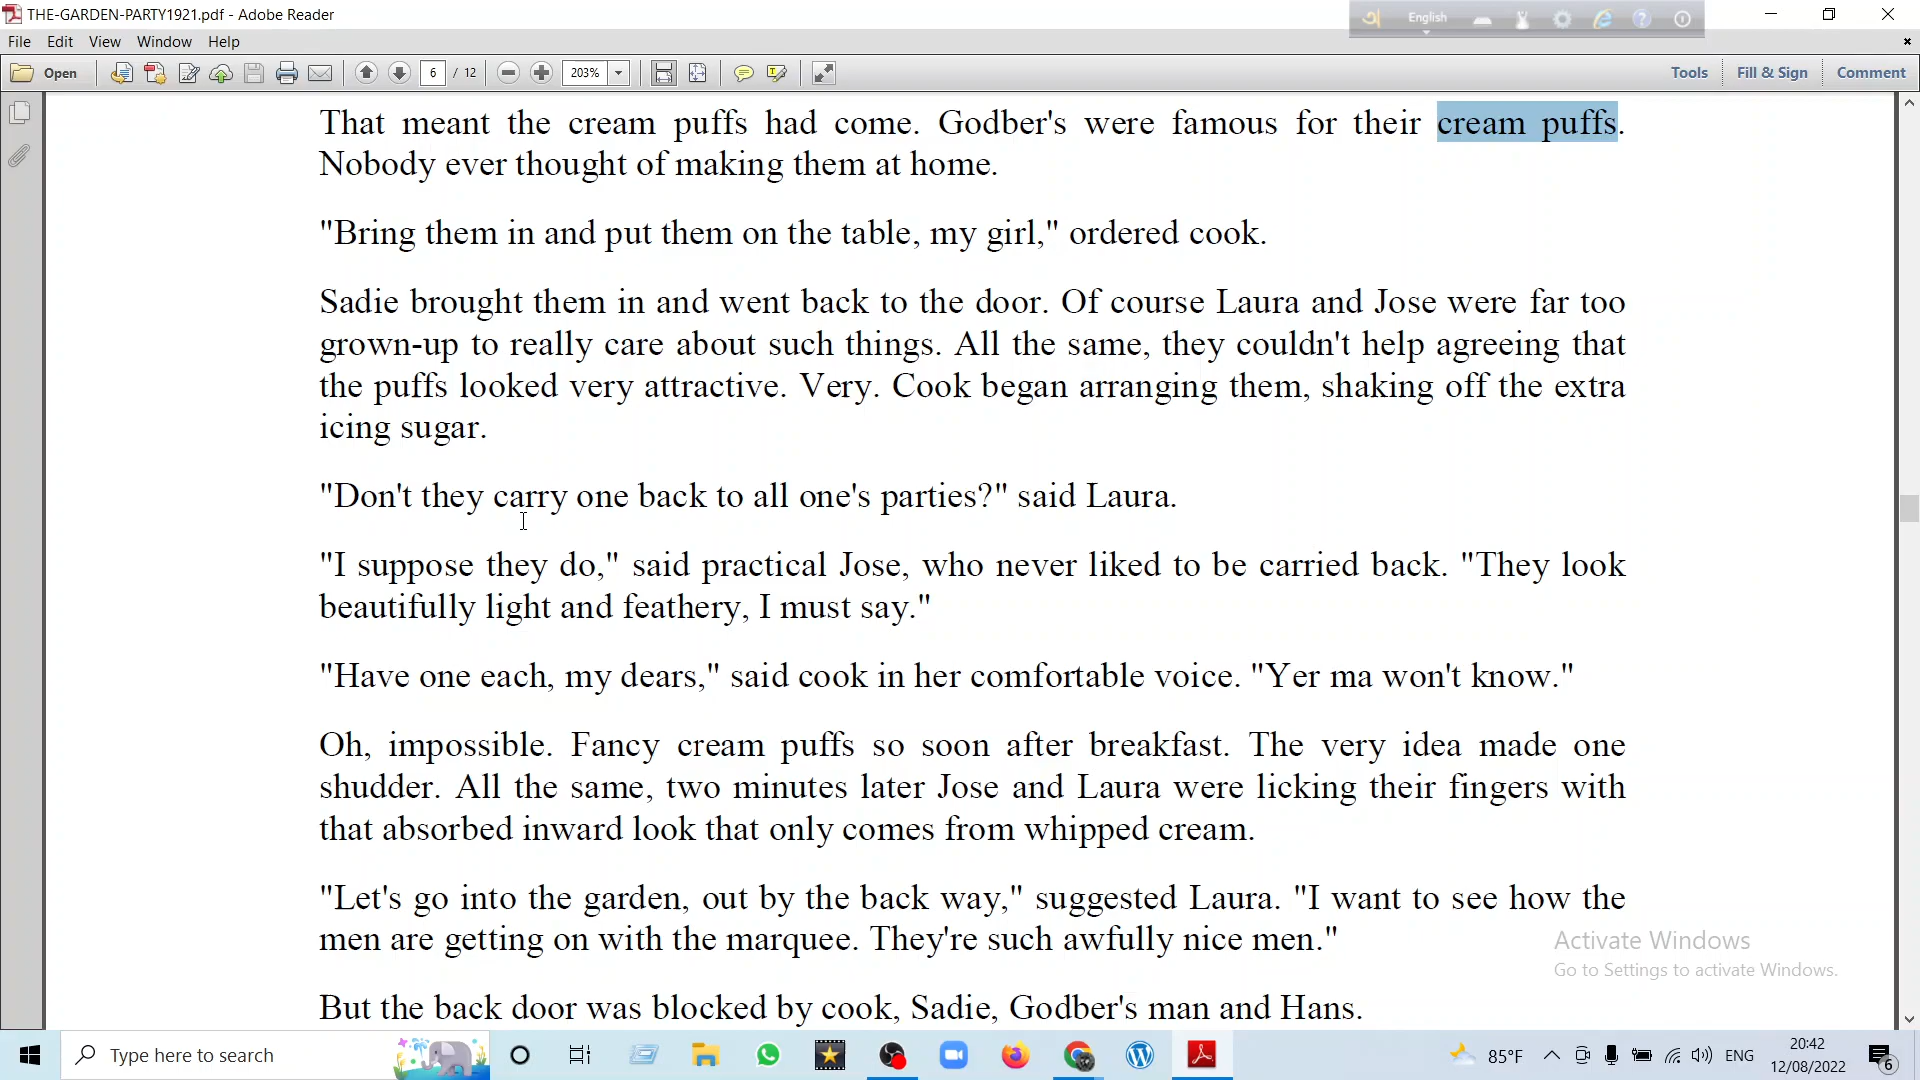 THE-GARDEN-PARTY1921.pdf - Adobe Reader
English
File Edit View Window Help
Open 6 / 12 203% Tools Fill & Sign Comment
That meant the cream puffs had come. Godber's were famous for their cream puffs.
Nobody ever thought of making them at home.
"Bring them in and put them on the table, my girl," ordered cook.
Sadie brought them in and went back to the door. Of course Laura and Jose were far too
grown-up to really care about such things. All the same, they couldn't help agreeing that
the puffs looked very attractive. Very. Cook began arranging them, shaking off the extra
icing sugar.
"Don't they carry one back to all one's parties?" said Laura.
"I suppose they do," said practical Jose, who never liked to be carried back. "They look
beautifully light and feathery, I must say."
"Have one each, my dears," said cook in her comfortable voice. "Yer ma won't know."
Oh, impossible. Fancy cream puffs so soon after breakfast. The very idea made one
shudder. All the same, two minutes later Jose and Laura were licking their fingers with
that absorbed inward look that only comes from whipped cream.
"Let's go into the garden, out by the back way," suggested Laura. "I want to see how the
men are getting on with the marquee. They're such awfully nice men."
Activate Windows
Go to Settings to activate Windows.
But the back door was blocked by cook, Sadie, Godber's man and Hans.
Type here to search
85°F
ENG
20:42
12/08/2022
6